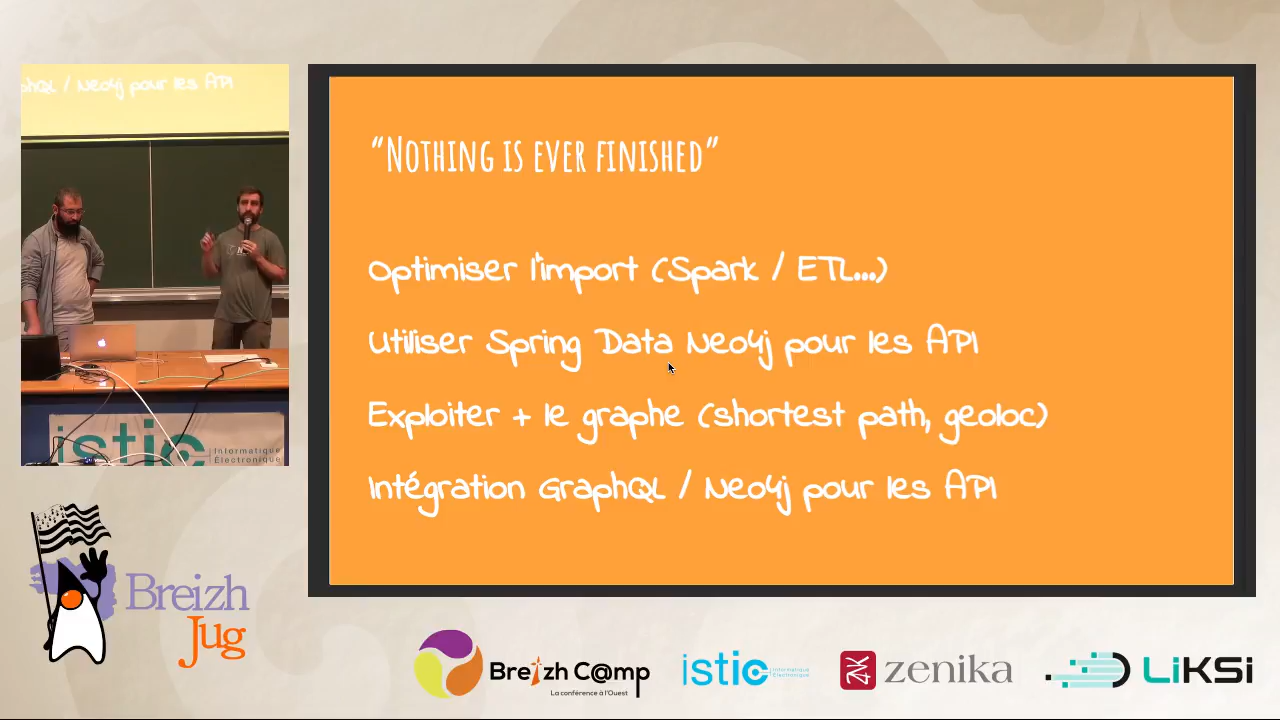 phQL / Neo4j pour les API
“Nothing is ever finished”
Optimiser l'import (Spark / ETL...)
Utiliser Spring Data Neo4j pour les API
Exploiter + le graphe (shortest path, geoloc)
Intégration GraphQL / Neo4j pour les API
istic Informatique
Électronique
Breizh
Jug
Breizh C@mp
La conférence à l'Ouest
istic Informatique
Électronique
zenika
LiKSi